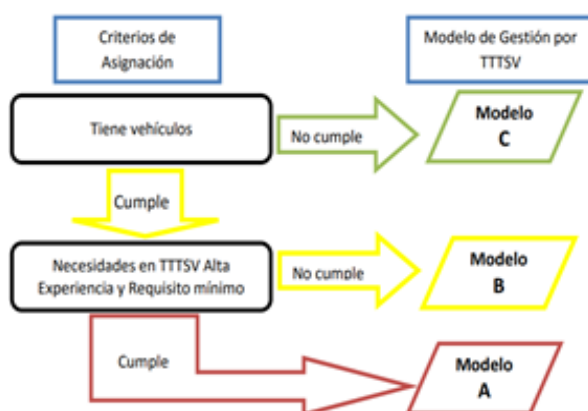 Criterios de
Asignación
Modelo de Gestión por
TTTSV
Tiene vehículos
No cumple
Modelo
C
Cumple
Necesidades en TTTSV Alta
Experiencia y Requisito mínimo
No cumple
Modelo
B
Cumple
Modelo
A